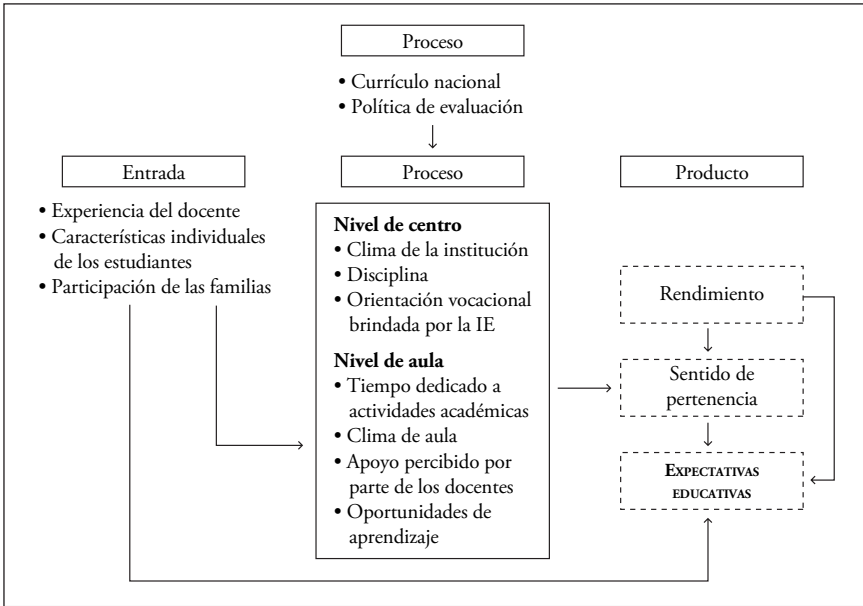 Proceso
• Currículo nacional
• Política de evaluación
Entrada
• Experiencia del docente
• Características individuales
de los estudiantes
• Participación de las familias
Proceso
Nivel de centro
• Clima de la institución
• Disciplina
• Orientación vocacional
brindada por la IE
Nivel de aula
• Tiempo dedicado a
actividades académicas
• Clima de aula
• Apoyo percibido por
parte de los docentes
• Oportunidades de
aprendizaje
Producto
Rendimiento
Sentido de
pertenencia
EXPECTATIVAS
EDUCATIVAS